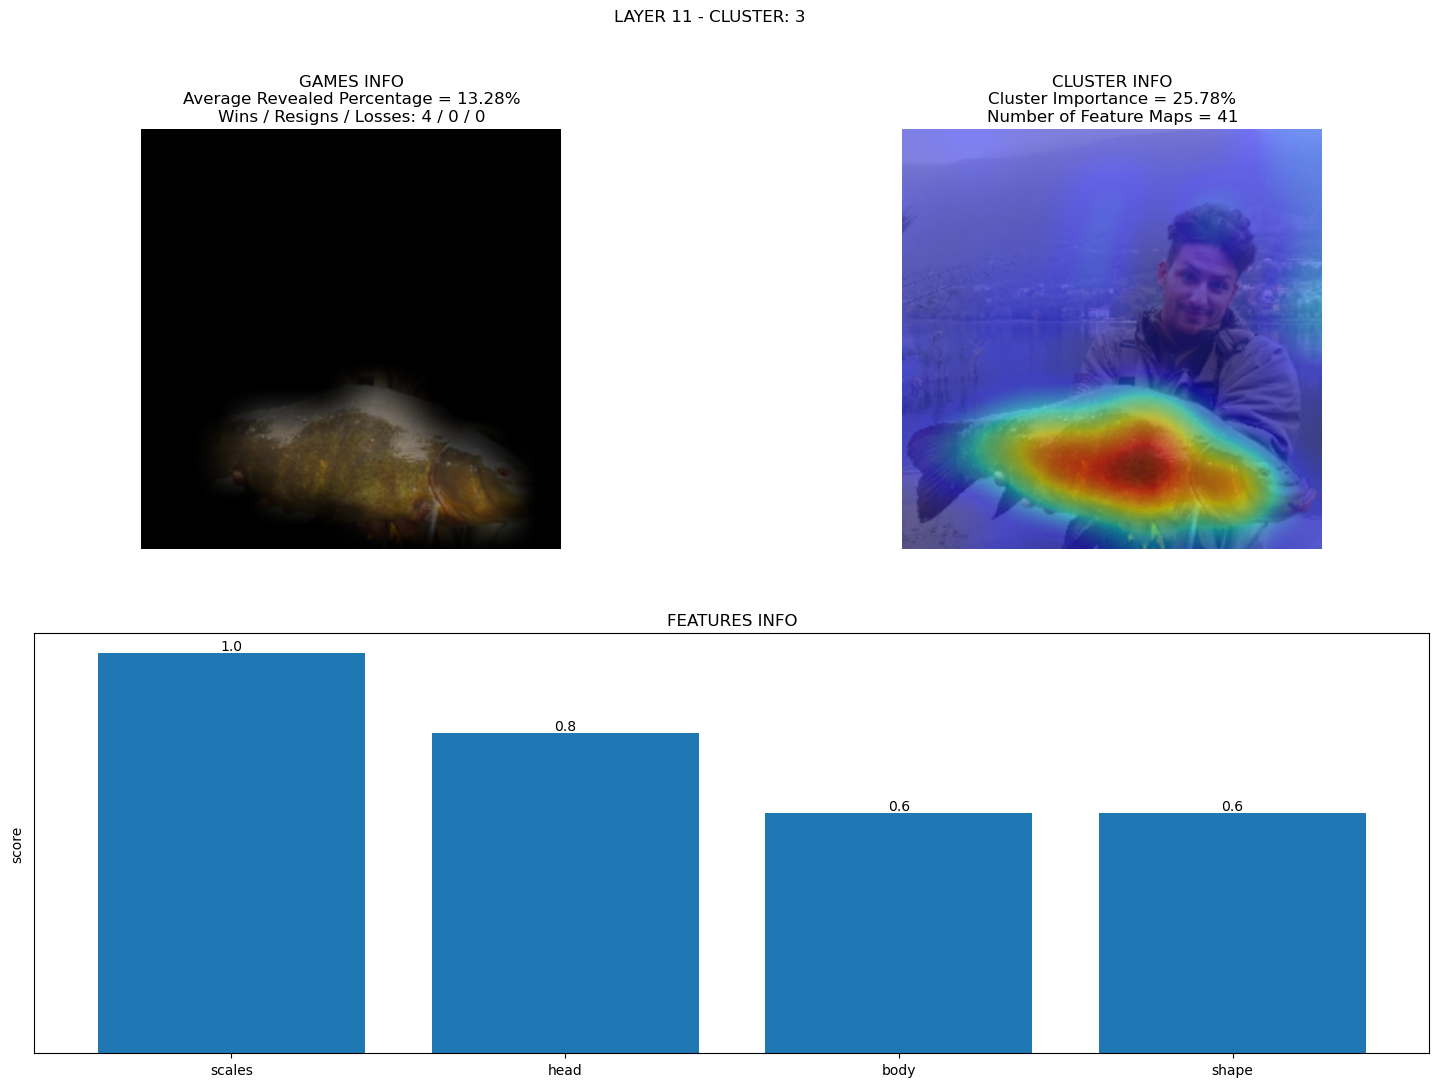 LAYER 11 - CLUSTER: 3
GAMES INFO
Average Revealed Percentage = 13.28%
Wins / Resigns / Losses: 4 / 0 / 0
CLUSTER INFO
Cluster Importance = 25.78%
Number of Feature Maps = 41
FEATURES INFO
score
1.0
0.8
0.6
0.6
scales
head
body
shape